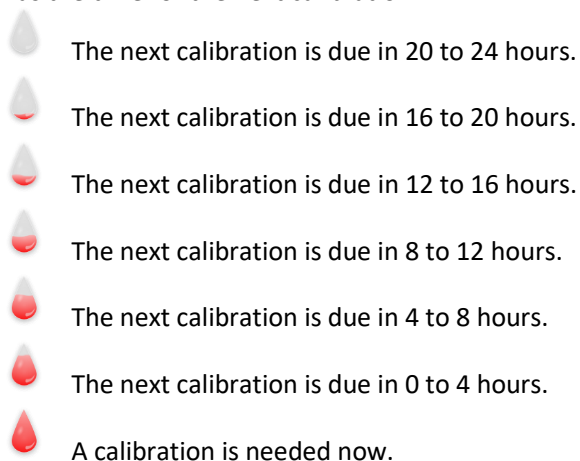 The next calibration is due in 20 to 24 hours.
The next calibration is due in 16 to 20 hours.
The next calibration is due in 12 to 16 hours.
The next calibration is due in 8 to 12 hours.
The next calibration is due in 4 to 8 hours.
The next calibration is due in 0 to 4 hours.
A calibration is needed now.